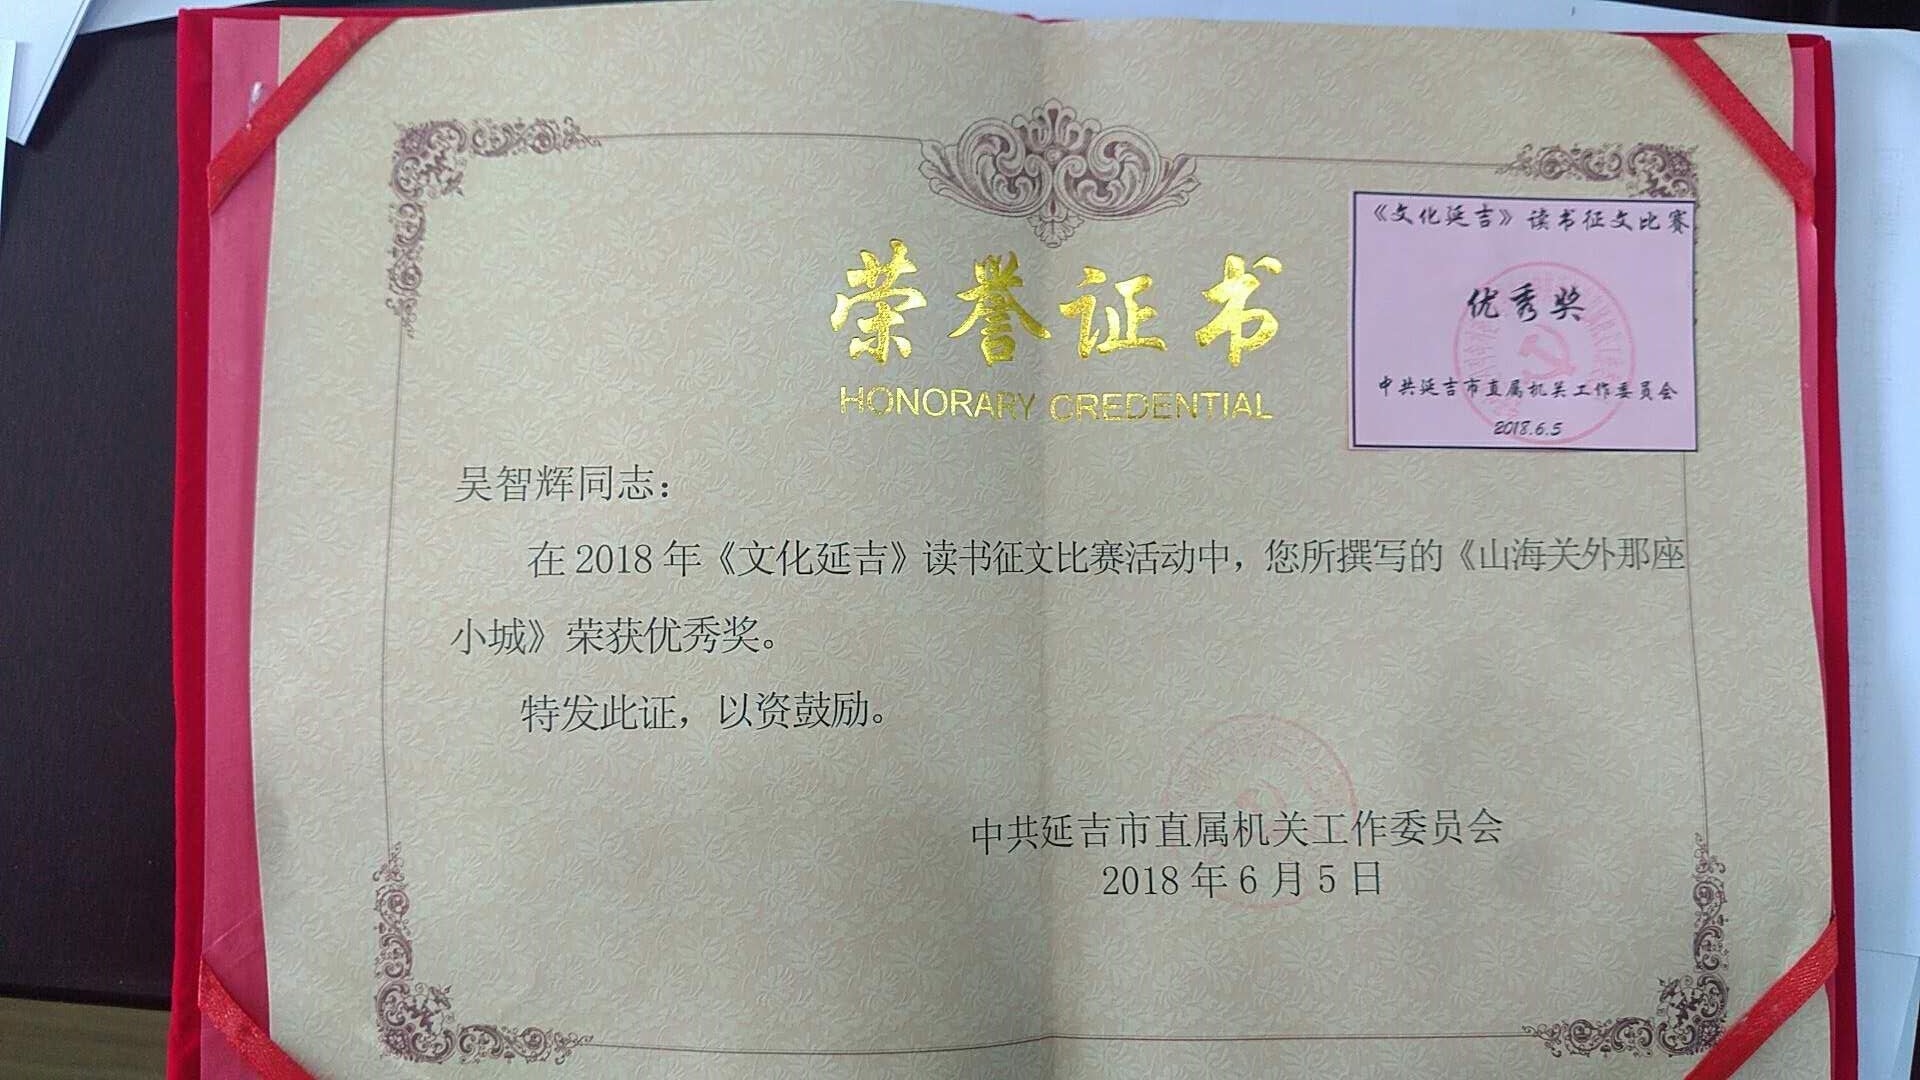 荣誉证书
HONORARY CREDENTIAL
《文化延吉》读书征文比赛
优秀奖
中共延吉市直属机关工作委员会
2018.6.5
吴智辉同志：
在2018年《文化延吉》读书征文比赛活动中，您所撰写的《山海关外那座
小城》荣获优秀奖。
特发此证，以资鼓励。
中共延吉市直属机关工作委员会
2018年6月5日